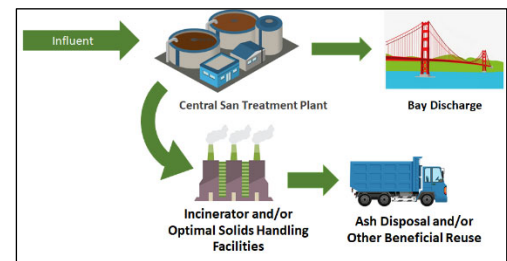 Influent
Central San Treatment Plant
Bay Discharge
Incinerator and/or
Optimal Solids Handling
Facilities
Ash Disposal and/or
Other Beneficial Reuse